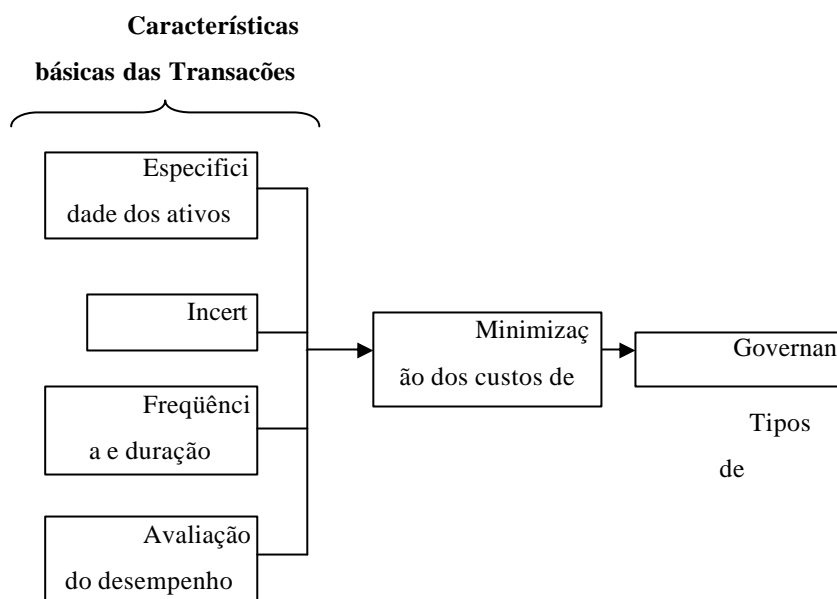 Características
básicas das Transacões
Especifici
dade dos ativos
Incert
Minimizaç
ão dos custos de
Governan
Freqüênci
a e duração
Tipos
de
Avaliação
do desempenho